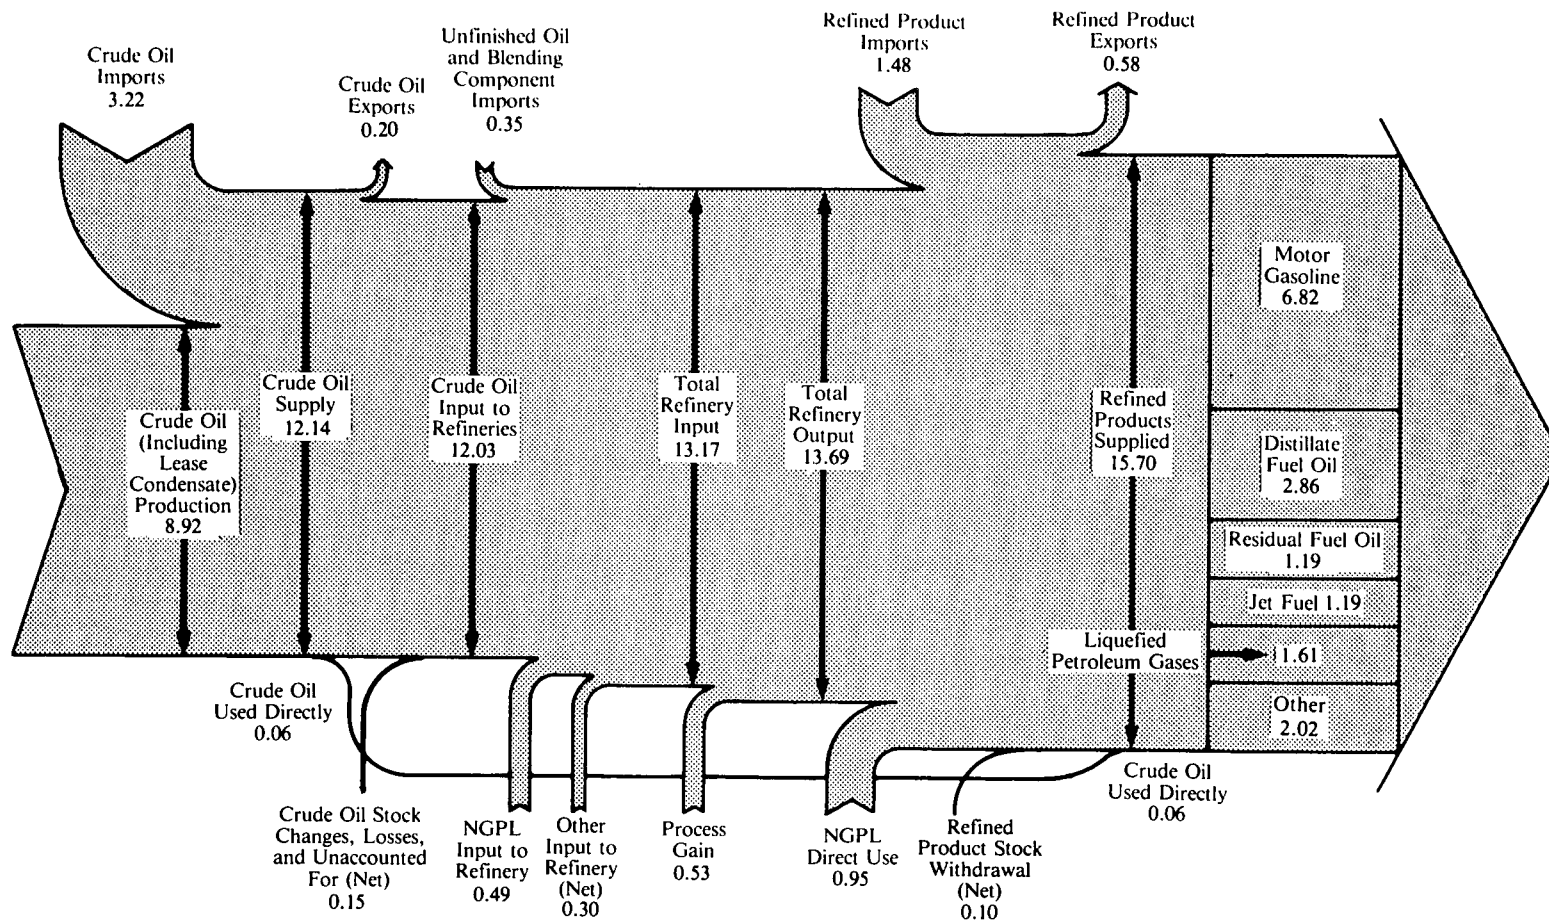 Crude Oil
Imports
3.22
Crude Oil
Exports
0.20
Unfinished Oil
and Blending
Component
Imports
0.35
Refined Product
Imports
1.48
Refined Product
Exports
0.58
Crude Oil
(Including
Lease
Condensate)
Production
8.92
Crude Oil
Supply
12.14
Crude Oil
Input to
Refineries
12.03
Total
Refinery
Input
13.17
Total
Refinery
Output
13.69
Refined
Products
Supplied
15.70
Motor
Gasoline
6.82
Distillate
Fuel Oil
2.86
Residual Fuel Oil
1.19
Jet Fuel 1.19
Liquefied
Petroleum Gases
1.61
Other
2.02
Crude Oil
Used Directly
0.06
Crude Oil Stock
Changes, Losses,
and Unaccounted
For (Net)
0.15
NGPL
Input to
Refinery
0.49
Other
Input to
Refinery
(Net)
0.30
Process
Gain
0.53
NGPL
Direct Use
0.95
Refined
Product Stock
Withdrawal
(Net)
0.10
Crude Oil
Used Directly
0.06